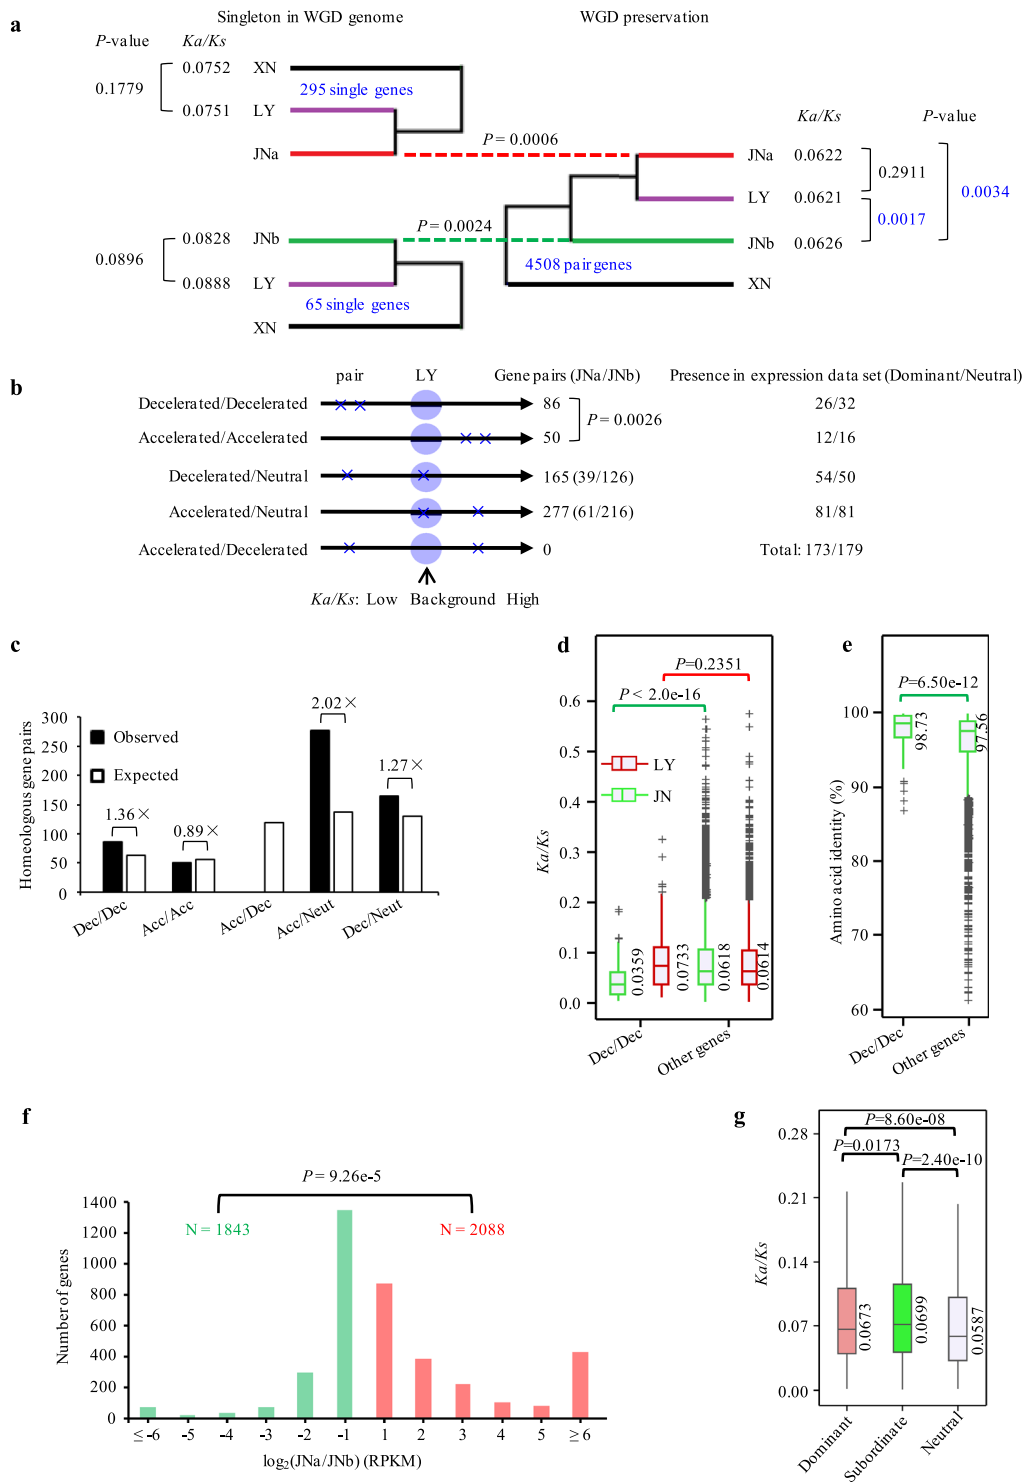 a
Singleton in WGD genome
WGD preservation
P-value
Ka/Ks
0.0752
XN
0.1779
295 single genes
0.0751
LY
JNa
P = 0.0006
Ka/Ks
P-value
JNa
0.0622
0.2911
LY
0.0621
0.0034
0.0017
JNb
0.0626
P = 0.0024
0.0828
JNb
0.0896
4508 pair genes
0.0888
LY
XN
65 single genes
XN
b
pair
LY
Gene pairs (JNa/JNb)
Presence in expression data set (Dominant/Neutral)
Decelerated/Decelerated
86
26/32
P = 0.0026
Accelerated/Accelerated
50
12/16
Decelerated/Neutral
165 (39/126)
54/50
Accelerated/Neutral
277 (61/216)
81/81
Accelerated/Decelerated
0
Total: 173/179
Ka/Ks: Low Background High
c
Homeologous gene pairs
300
250
200
150
100
50
0
Observed
Expected
1.36×
0.89×
2.02×
1.27×
Dec/Dec
Acc/Acc
Acc/Dec
Acc/Neut
Dec/Neut
d
P=0.2351
P < 2.0e-16
0.6
0.5
0.4
0.3
0.2
0.1
0.0
Ka/Ks
LY
JN
0.0359
0.0733
0.0618
0.0614
Dec/Dec
Other genes
e
P=6.50e-12
100
90
80
70
60
Amino acid identity (%)
98.73
97.56
Dec/Dec
Other genes
f
P = 9.26e-5
N = 1843
N = 2088
Number of genes
1400
1200
1000
800
600
400
200
0
≤ -6
-5
-4
-3
-2
-1
1
2
3
4
5
≥ 6
log2(JNa/JNb) (RPKM)
g
P=8.60e-08
P=0.0173
P=2.40e-10
0.28
0.21
0.14
0.07
0.00
Ka/Ks
0.0673
0.0699
0.0587
Dominant
Subordinate
Neutral